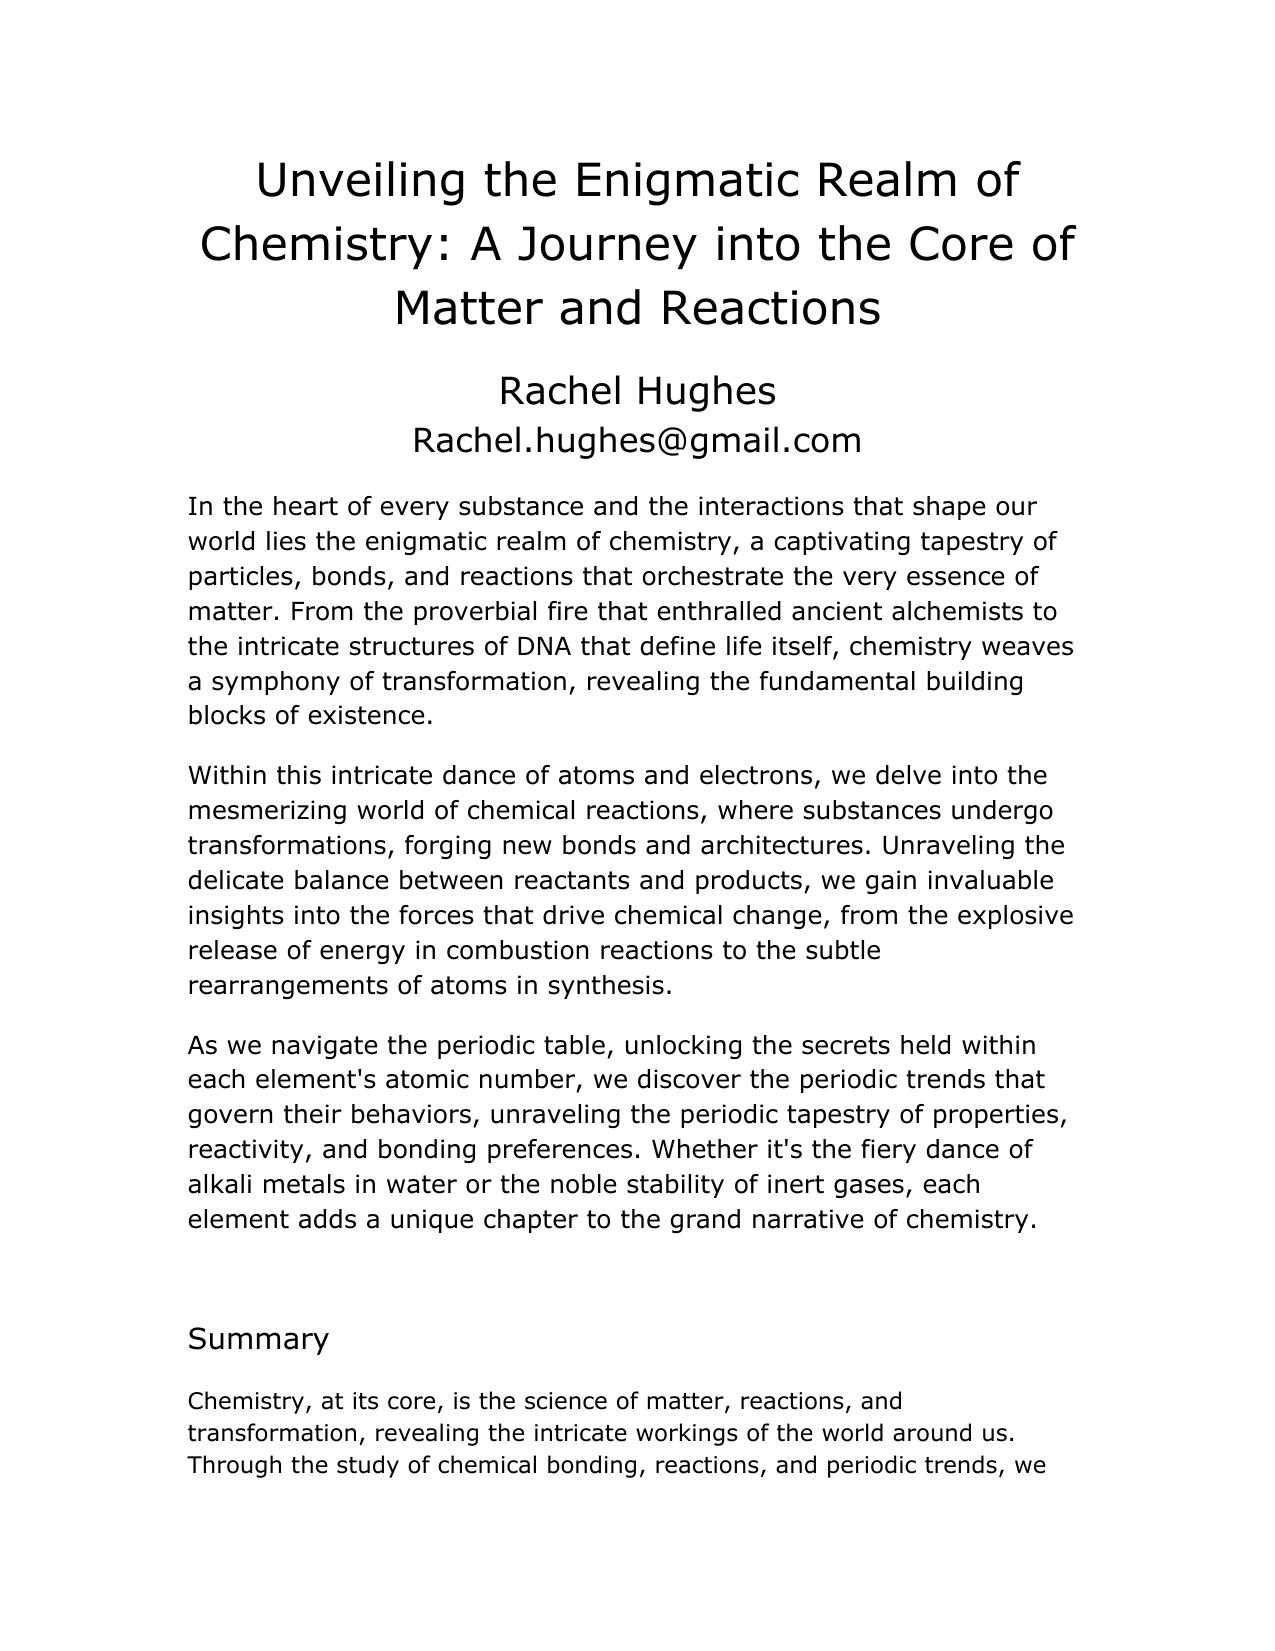 Unveiling the Enigmatic Realm of
Chemistry: A Journey into the Core of
Matter and Reactions
Rachel Hughes
Rachel.hughes@gmail.com
In the heart of every substance and the interactions that shape our
world lies the enigmatic realm of chemistry, a captivating tapestry of
particles, bonds, and reactions that orchestrate the very essence of
matter. From the proverbial fire that enthralled ancient alchemists to
the intricate structures of DNA that define life itself, chemistry weaves
a symphony of transformation, revealing the fundamental building
blocks of existence.
Within this intricate dance of atoms and electrons, we delve into the
mesmerizing world of chemical reactions, where substances undergo
transformations, forging new bonds and architectures. Unraveling the
delicate balance between reactants and products, we gain invaluable
insights into the forces that drive chemical change, from the explosive
release of energy in combustion reactions to the subtle
rearrangements of atoms in synthesis.
As we navigate the periodic table, unlocking the secrets held within
each element's atomic number, we discover the periodic trends that
govern their behaviors, unraveling the periodic tapestry of properties,
reactivity, and bonding preferences. Whether it's the fiery dance of
alkali metals in water or the noble stability of inert gases, each
element adds a unique chapter to the grand narrative of chemistry.
Summary
Chemistry, at its core, is the science of matter, reactions, and
transformation, revealing the intricate workings of the world around us.
Through the study of chemical bonding, reactions, and periodic trends, we